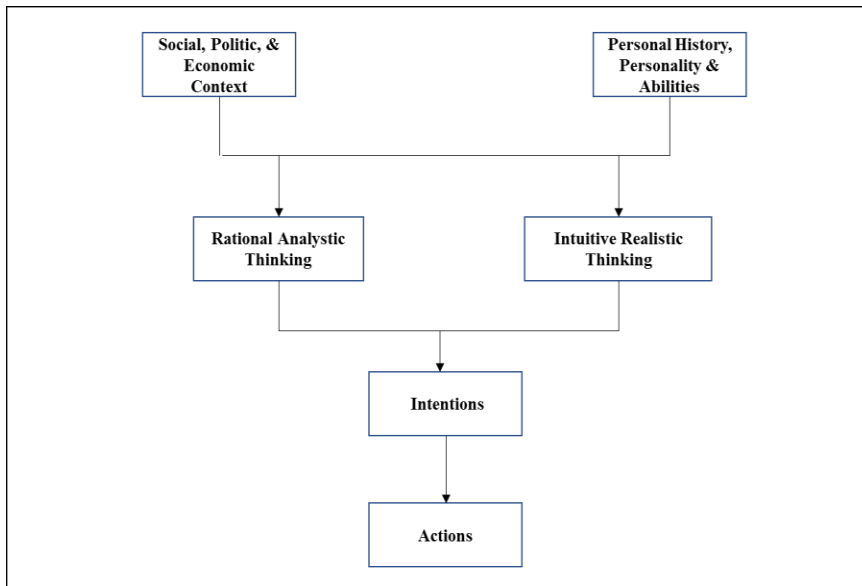 Social, Politic, &
Economic
Context
Personal History,
Personality &
Abilities
Rational Analystic
Thinking
Intuitive Realistic
Thinking
Intentions
Actions